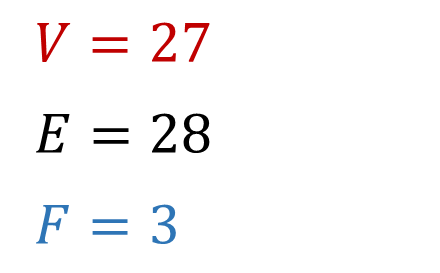 V = 27
E = 28
F = 3